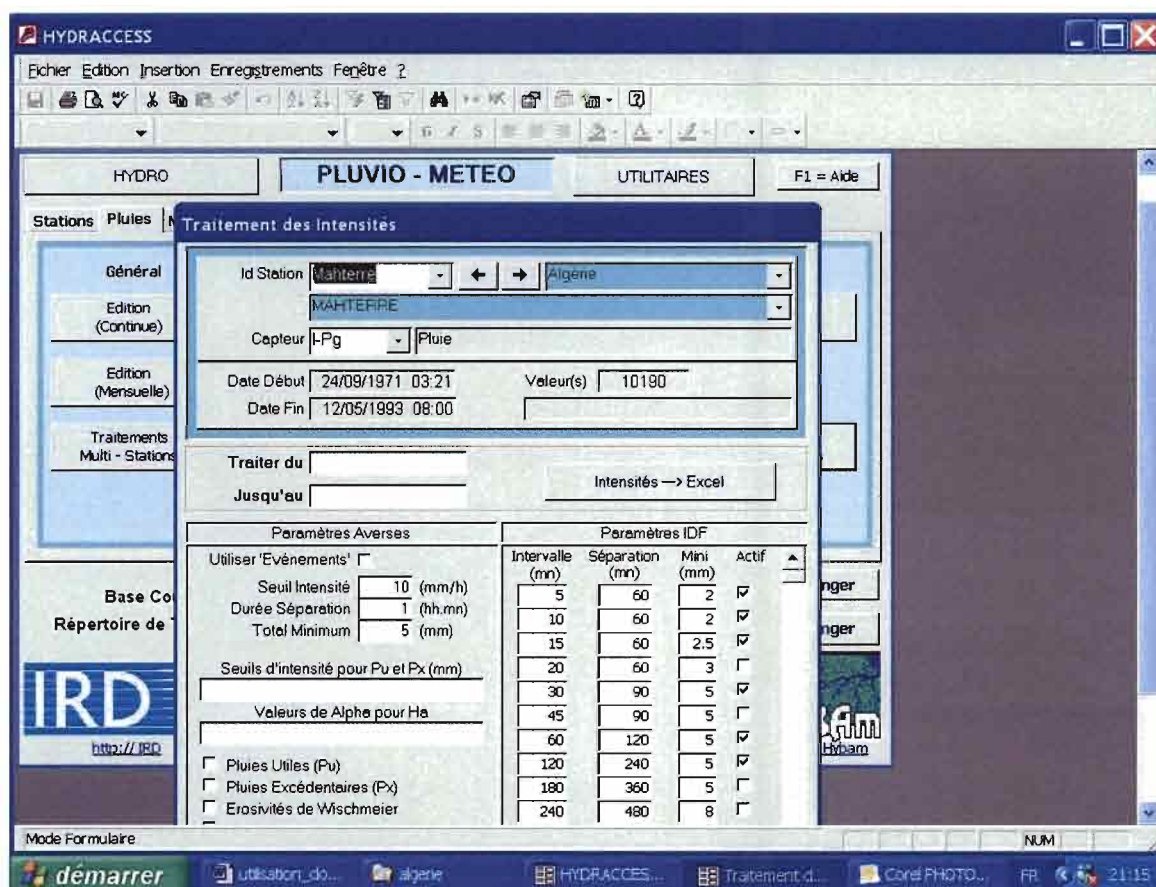 HYDRACCESS
Fichier Edition Insertion Enregistrements Fenêtre ?
G I S
HYDRO PLUVIO - METEO UTILITAIRES F1 = Aide
Stations Pluies
Traitement des Intensités
Général
Edition
(Continue)
Edition
(Mensuelle)
Traitements
Multi - Stations
Id Station Mahterre Algérie
MAHTERRE
Capteur I-Pg Pluie
Date Début 24/09/1971 03:21 Valeur(s) 10190
Date Fin 12/05/1993 08:00
Traiter du
Jusqu'au
Intensités --> Excel
Paramètres Averses
Utiliser 'Evénements'
Seuil Intensité 10 (mm/h)
Durée Séparation 1 (hh.mn)
Total Minimum 5 (mm)
Seuils d'intensité pour Pu et Px (mm)
Valeurs de Alpha pour Ha
Pluies Utiles (Pu)
Pluies Excédentaires (Px)
Erosivités de Wischmeier
Paramètres IDF
Intervalle Séparation Mini Actif
(mn) (mn) (mm)
5 60 2
10 60 2
15 60 2.5
20 60 3
30 90 5
45 90 5
60 120 5
120 240 5
180 360 5
240 480 8
Base Co
Répertoire de
nger
nger
IRD
http:// IRD
Hybam
Mode Formulaire NUM
démarrer utilisation_do... algerie HYDRACCES... Traitement d... Corel PHOTO... FR 21:15